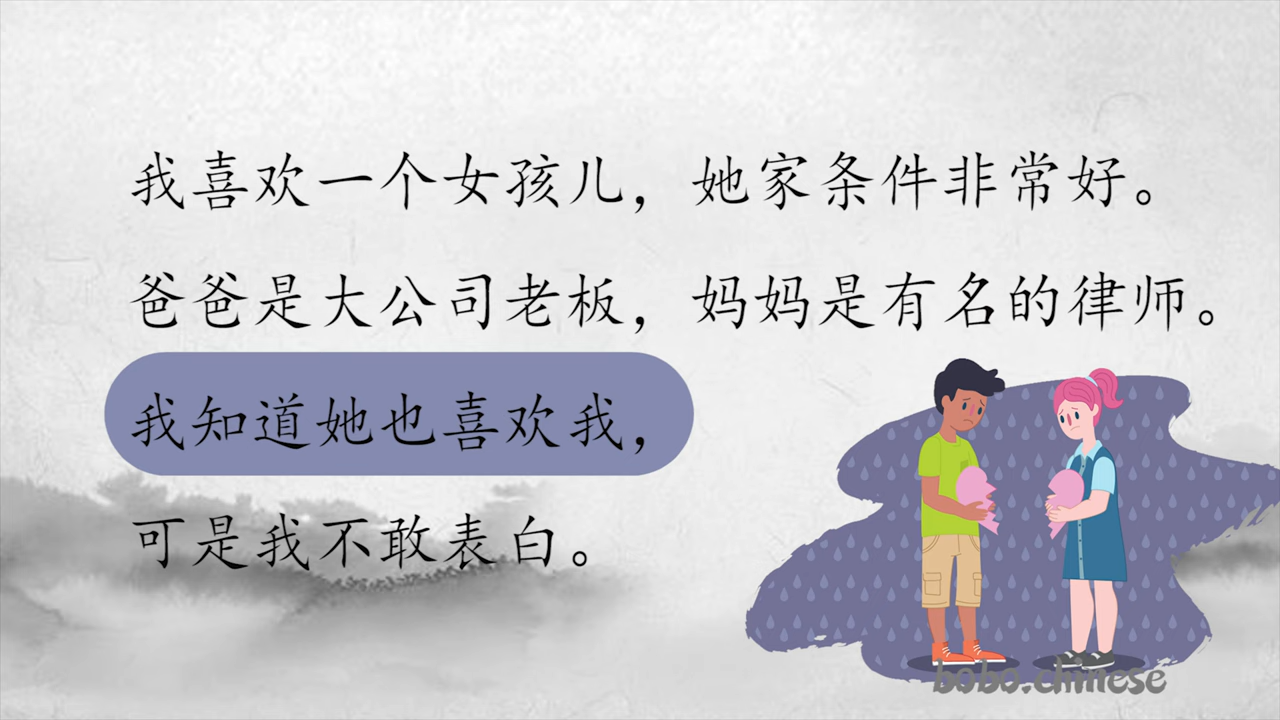 我喜欢一个女孩儿，她家条件非常好。
爸爸是大公司老板，妈妈是有名的律师。
我知道她也喜欢我，
可是我不敢表白。
bobo.chinese